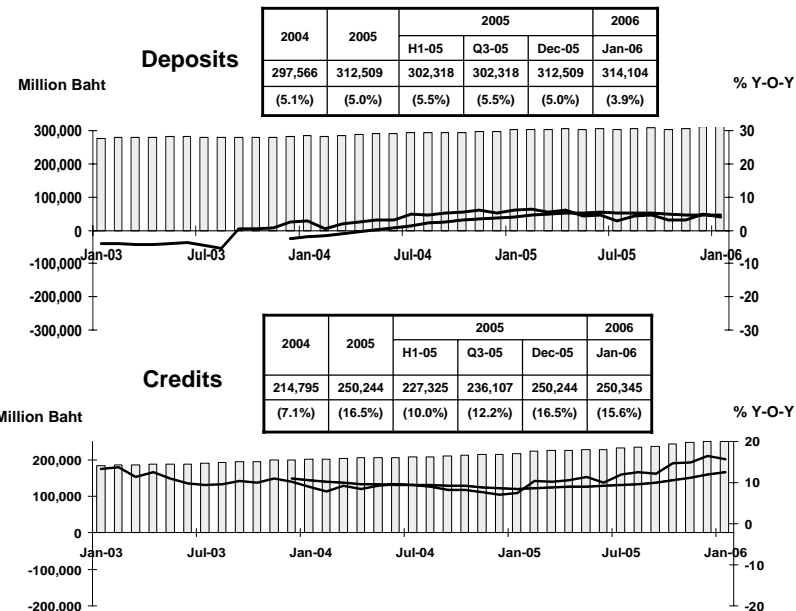 Deposits
2004 2005 2005 2006
H1-05 Q3-05 Dec-05 Jan-06
297,566 312,509 302,318 302,318 312,509 314,104
(5.1%) (5.0%) (5.5%) (5.5%) (5.0%) (3.9%)
Million Baht % Y-O-Y
300,000 30
200,000 20
100,000 10
0 0
Jan-03 Jul-03 Jan-04 Jul-04 Jan-05 Jul-05 Jan-06
-100,000 -10
-200,000 -20
-300,000 -30
Credits
2004 2005 2005 2006
H1-05 Q3-05 Dec-05 Jan-06
214,795 250,244 227,325 236,107 250,244 250,345
(7.1%) (16.5%) (10.0%) (12.2%) (16.5%) (15.6%)
Million Baht % Y-O-Y
20
200,000
100,000 10
0 0
Jan-03 Jul-03 Jan-04 Jul-04 Jan-05 Jul-05 Jan-06
-100,000 -10
-200,000 -20